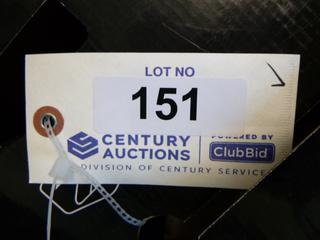 LOT NO
151
CENTURY AUCTIONS
POWERED BY
ClubBid
DIVISION OF CENTURY SERVICES